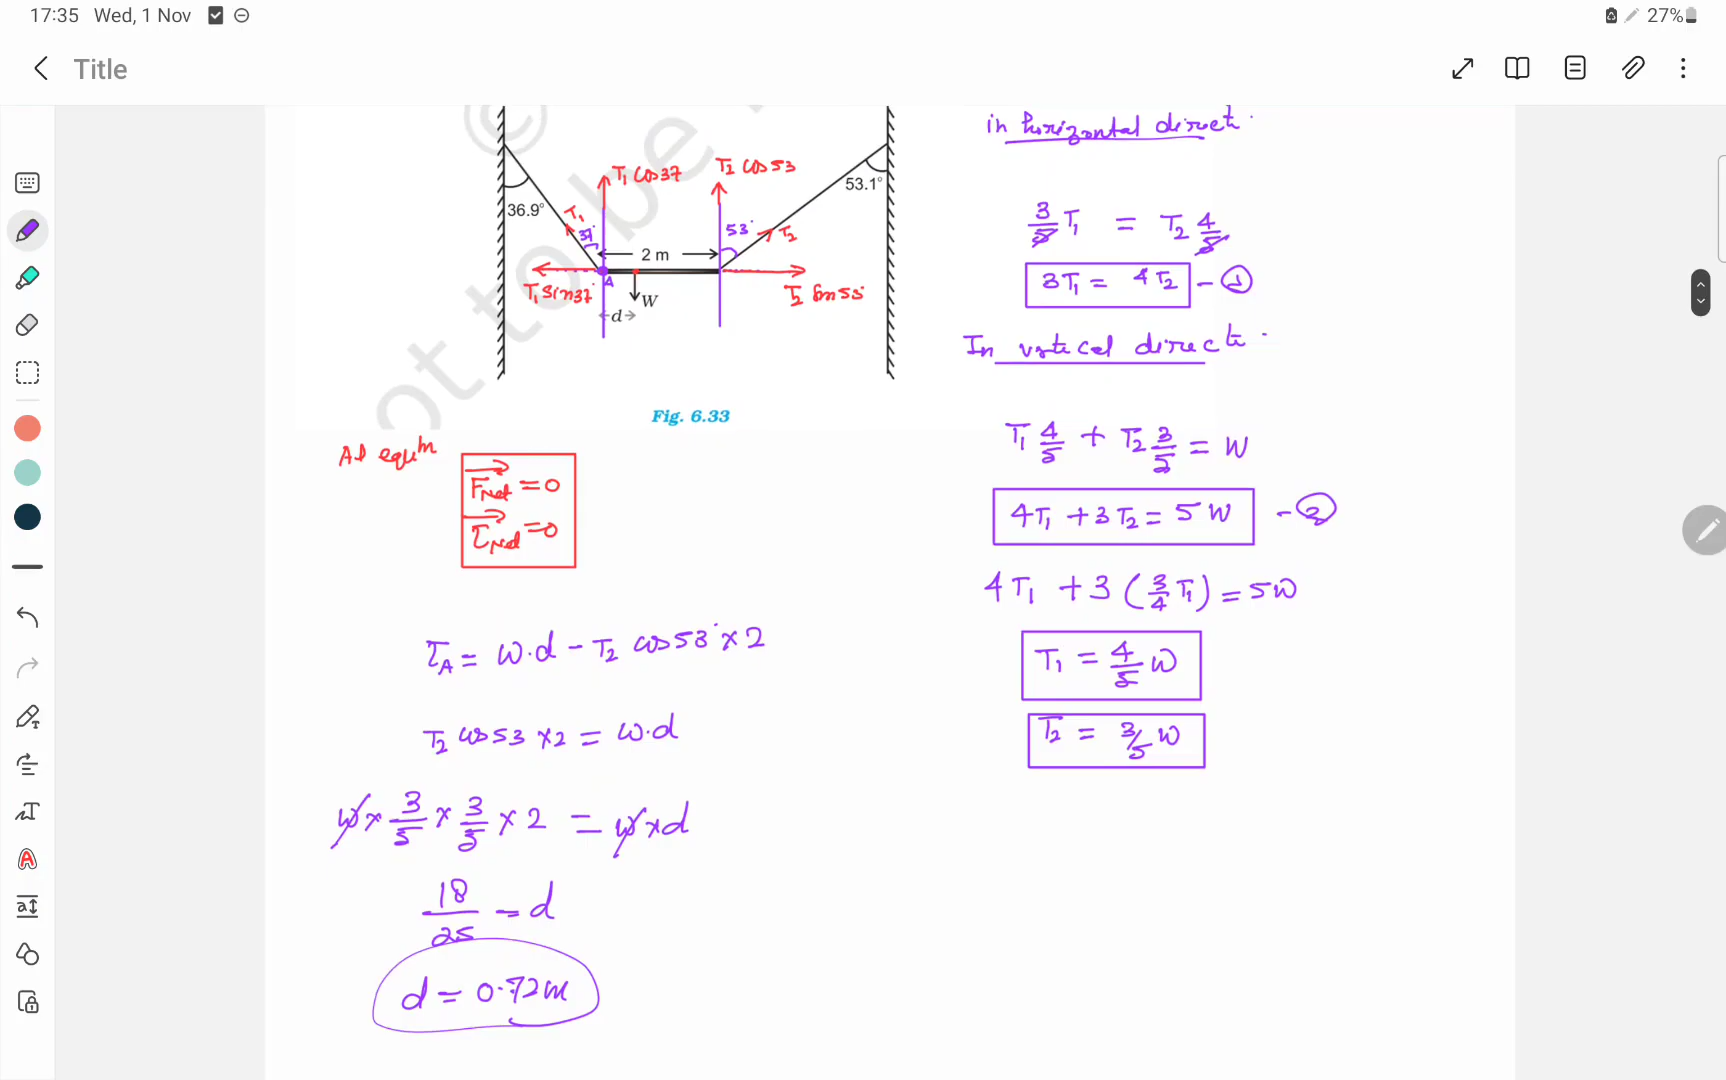 17:35 Wed, 1 Nov
27%
Title
©
not to be
T₁ cos37
T₂ cos53
36.9°
53.1°
T₁
37°
53°
T₂
2 m
A
T₁ sin37°
W
T₂ sin53°
d
Fig. 6.33
in horizontal direct.
3/5 T₁ = T₂ 4/5
3T₁ = 4T₂ - ①
In vertical direct.
T₁ 4/5 + T₂ 3/5 = W
4T₁ + 3T₂ = 5W - ②
4T₁ + 3(3/4 T₁) = 5W
T₁ = 4/5 W
T₂ = 3/5 W
At equm
F⃗Net = 0
τ⃗Net = 0
τA = W·d - T₂ cos53° × 2
T₂ cos53 × 2 = W·d
W × 3/5 × 3/5 × 2 = W × d
18/25 = d
d = 0.72m